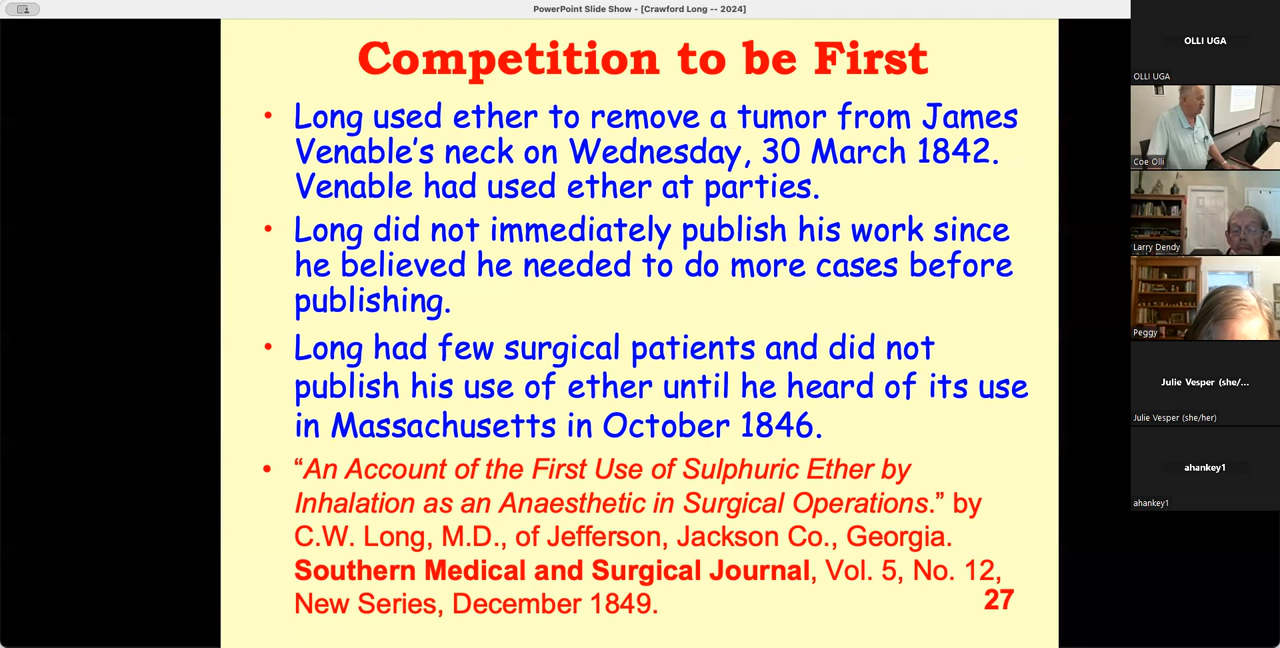 PowerPoint Slide Show - [Crawford Long -- 2024]
Competition to be First
• Long used ether to remove a tumor from James
Venable’s neck on Wednesday, 30 March 1842.
Venable had used ether at parties.
• Long did not immediately publish his work since
he believed he needed to do more cases before
publishing.
• Long had few surgical patients and did not
publish his use of ether until he heard of its use
in Massachusetts in October 1846.
• “An Account of the First Use of Sulphuric Ether by
Inhalation as an Anaesthetic in Surgical Operations.” by
C.W. Long, M.D., of Jefferson, Jackson Co., Georgia.
Southern Medical and Surgical Journal, Vol. 5, No. 12,
New Series, December 1849.
27
OLLI UGA
OLLI UGA
Coe Olli
Larry Dendy
Peggy
Julie Vesper (she/...
Julie Vesper (she/her)
ahankey1
ahankey1